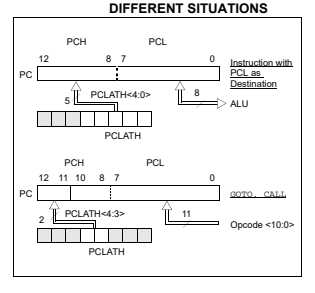 DIFFERENT SITUATIONS
PCH PCL
12 8 7 0
Instruction with
PCL as
Destination
PC
PCLATH<4:0>
5
8
ALU
PCLATH
PCH PCL
12 11 10 8 7 0
PC
GOTO, CALL
PCLATH<4:3>
2
11
Opcode <10:0>
PCLATH